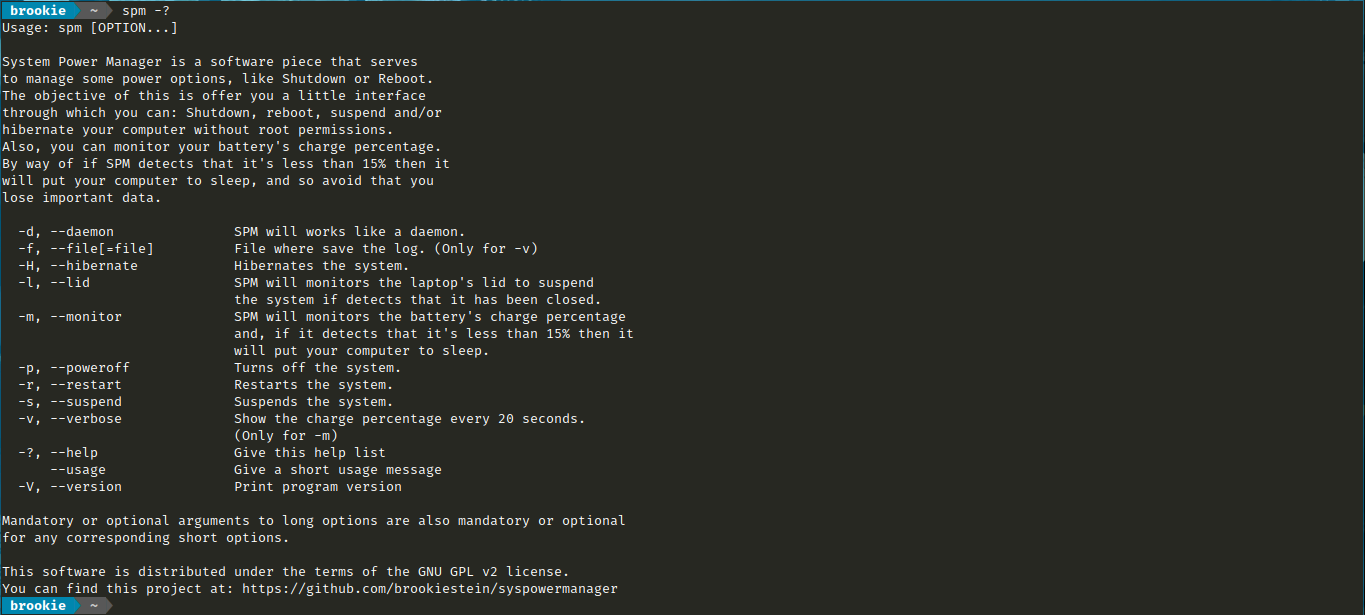 brookie ~ spm -?
Usage: spm [OPTION...]
System Power Manager is a software piece that serves
to manage some power options, like Shutdown or Reboot.
The objective of this is offer you a little interface
through which you can: Shutdown, reboot, suspend and/or
hibernate your computer without root permissions.
Also, you can monitor your battery's charge percentage.
By way of if SPM detects that it's less than 15% then it
will put your computer to sleep, and so avoid that you
lose important data.
-d, --daemon SPM will works like a daemon.
-f, --file[=file] File where save the log. (Only for -v)
-H, --hibernate Hibernates the system.
-l, --lid SPM will monitors the laptop's lid to suspend
the system if detects that it has been closed.
-m, --monitor SPM will monitors the battery's charge percentage
and, if it detects that it's less than 15% then it
will put your computer to sleep.
-p, --poweroff Turns off the system.
-r, --restart Restarts the system.
-s, --suspend Suspends the system.
-v, --verbose Show the charge percentage every 20 seconds.
(Only for -m)
-?, --help Give this help list
--usage Give a short usage message
-V, --version Print program version
Mandatory or optional arguments to long options are also mandatory or optional
for any corresponding short options.
This software is distributed under the terms of the GNU GPL v2 license.
You can find this project at: https://github.com/brookiestein/syspowermanager
brookie ~